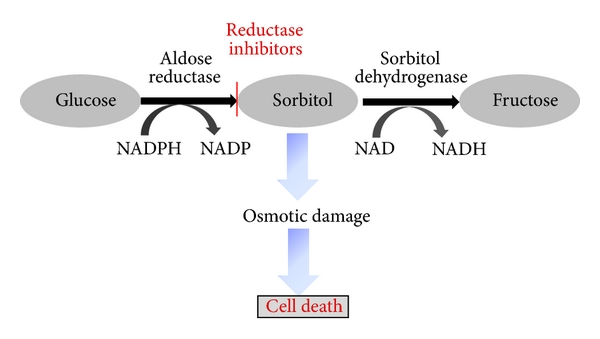 Reductase
inhibitors
Aldose
reductase
Sorbitol
dehydrogenase
Glucose
Sorbitol
Fructose
NADPH
NADP
NAD
NADH
Osmotic damage
Cell death